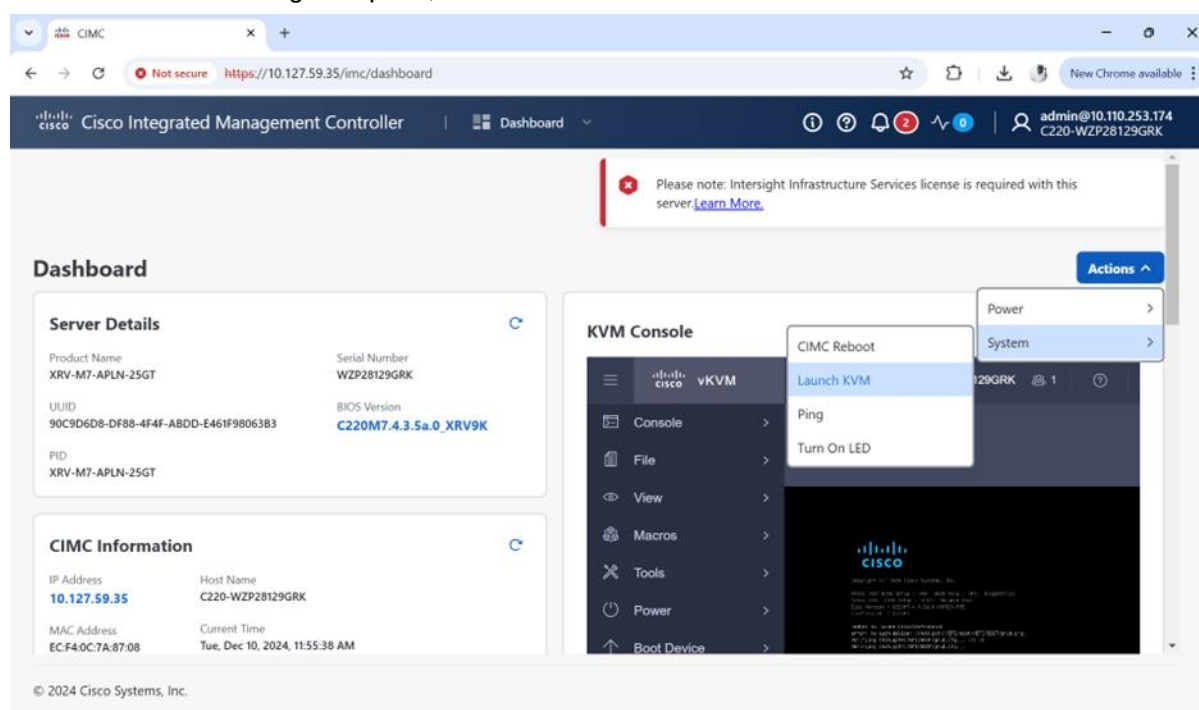 CIMC
Not secure https://10.127.59.35/imc/dashboard
New Chrome available
cisco Cisco Integrated Management Controller | Dashboard
2
0
admin@10.110.253.174
C220-WZP28129GRK
Please note: Intersight Infrastructure Services license is required with this
server.Learn More.
Dashboard
Actions
Power
System
CIMC Reboot
Launch KVM
Ping
Turn On LED
Server Details
Product Name
XRV-M7-APLN-25GT
Serial Number
WZP28129GRK
UUID
90C9D6D8-DF88-4F4F-ABDD-E461F98063B3
BIOS Version
C220M7.4.3.5a.0_XRV9K
PID
XRV-M7-APLN-25GT
KVM Console
cisco vKVM
129GRK 1
Console
File
View
Macros
Tools
Power
Boot Device
CISCO
CIMC Information
IP Address
10.127.59.35
Host Name
C220-WZP28129GRK
MAC Address
EC:F4:0C:7A:87:08
Current Time
Tue, Dec 10, 2024, 11:55:38 AM
© 2024 Cisco Systems, Inc.